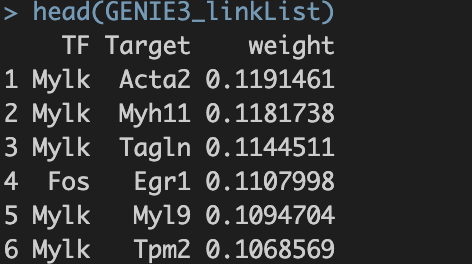 > head(GENIE3_linkList)
TF Target weight
1 Mylk Acta2 0.1191461
2 Mylk Myh11 0.1181738
3 Mylk Tagln 0.1144511
4 Fos Egr1 0.1107998
5 Mylk Myl9 0.1094704
6 Mylk Tpm2 0.1068569